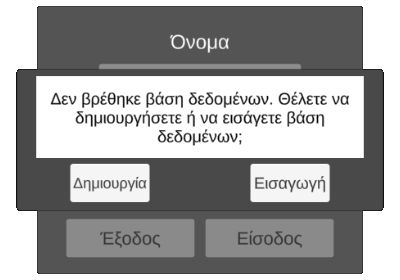 Όνομα
Δεν βρέθηκε βάση δεδομένων. Θέλετε να
δημιουργήσετε ή να εισάγετε βάση
δεδομένων;
Δημιουργία Εισαγωγή
Έξοδος Είσοδος